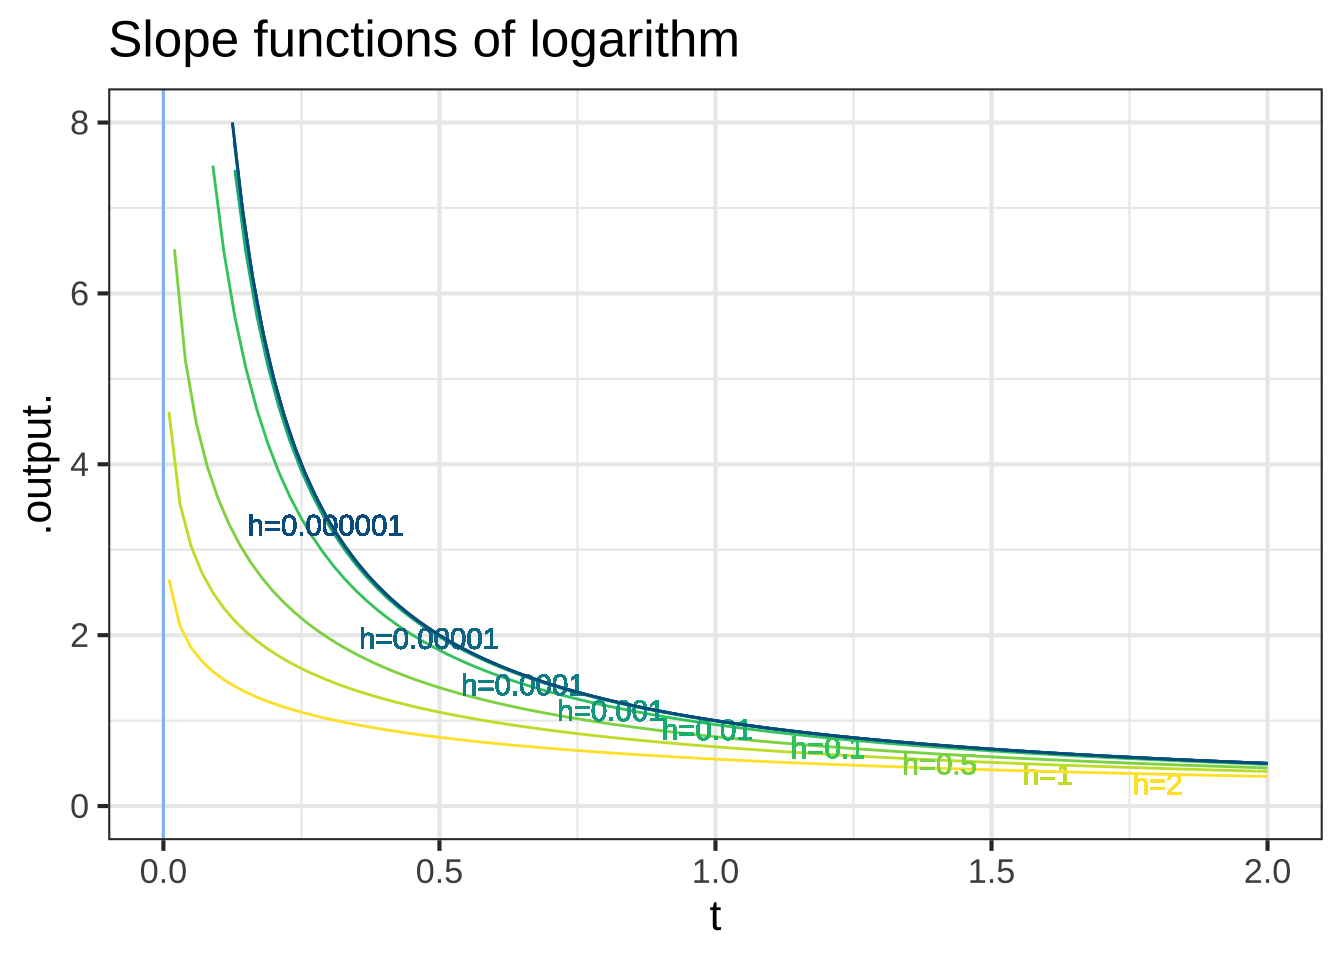 Slope functions of logarithm
8
6
4
2
0
.output.
h=0.000001
h=0.00001
h=0.0001
h=0.001
h=0.01
h=0.1
h=0.5
h=1
h=2
0.0 0.5 1.0 1.5 2.0
t